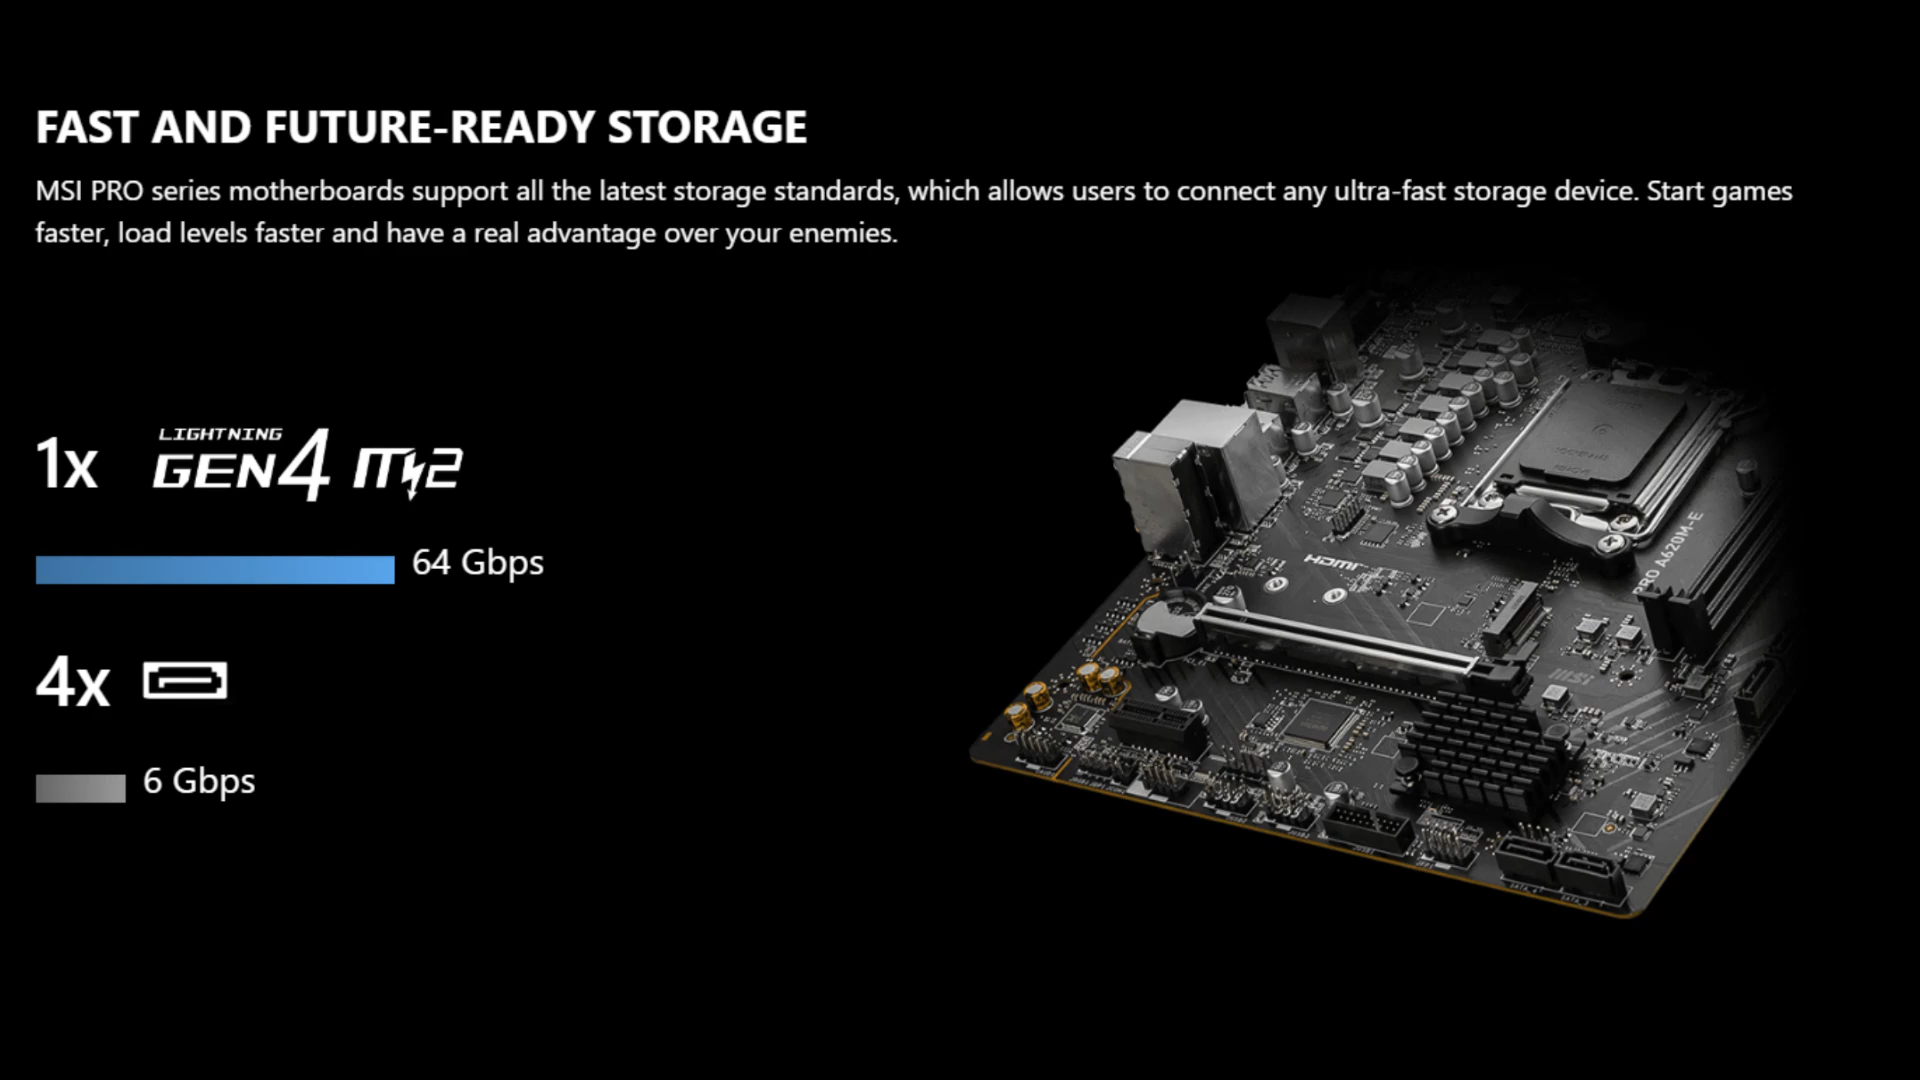 FAST AND FUTURE-READY STORAGE
MSI PRO series motherboards support all the latest storage standards, which allows users to connect any ultra-fast storage device. Start games
faster, load levels faster and have a real advantage over your enemies.
1x LIGHTNING GEN4 M.2
64 Gbps
4x
6 Gbps
HDMI
PRO A620M-E
msi